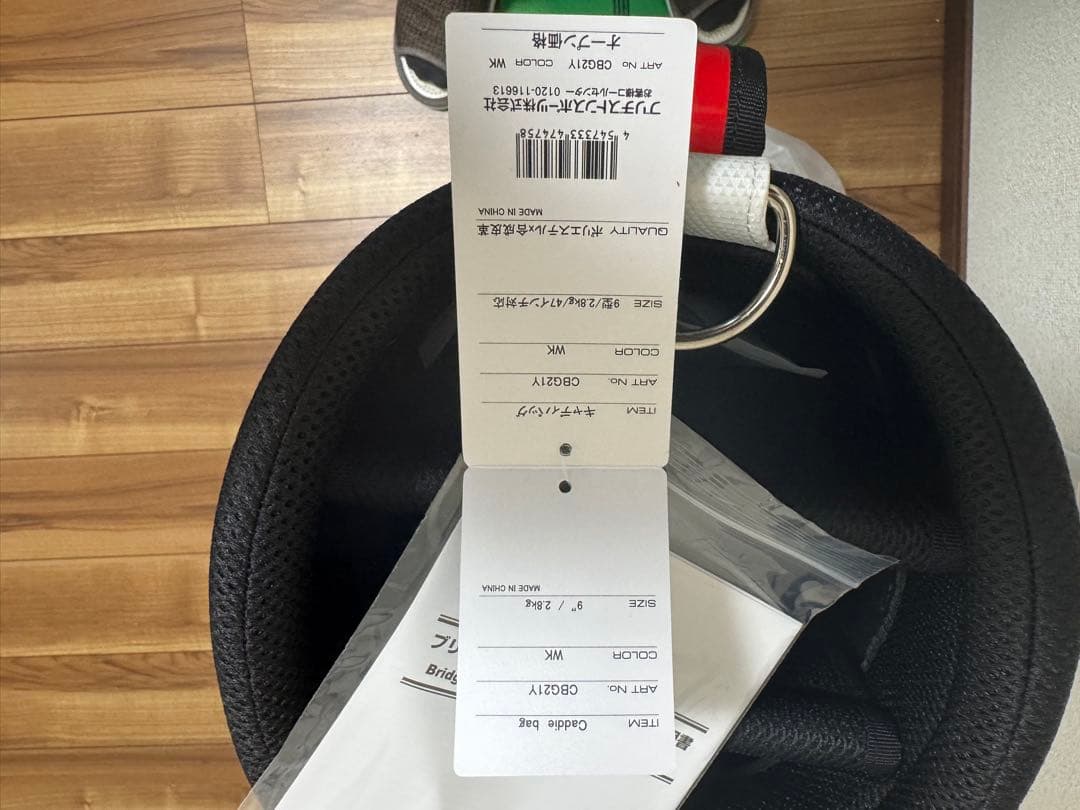 ITEM Caddie bag
ART No. CBG21Y
COLOR WK
SIZE 9" / 2.8kg
MADE IN CHINA
ITEM キャディバッグ
ART No. CBG21Y
COLOR WK
SIZE 9型/2.8kg/47インチ対応
QUALITY ポリエステル×合成皮革
MADE IN CHINA
4 547333 474758
ブリヂストンスポーツ株式会社
お客様コールセンター 0120-116613
ART No CBG21Y COLOR WK
オープン価格
ブリ
Bridg